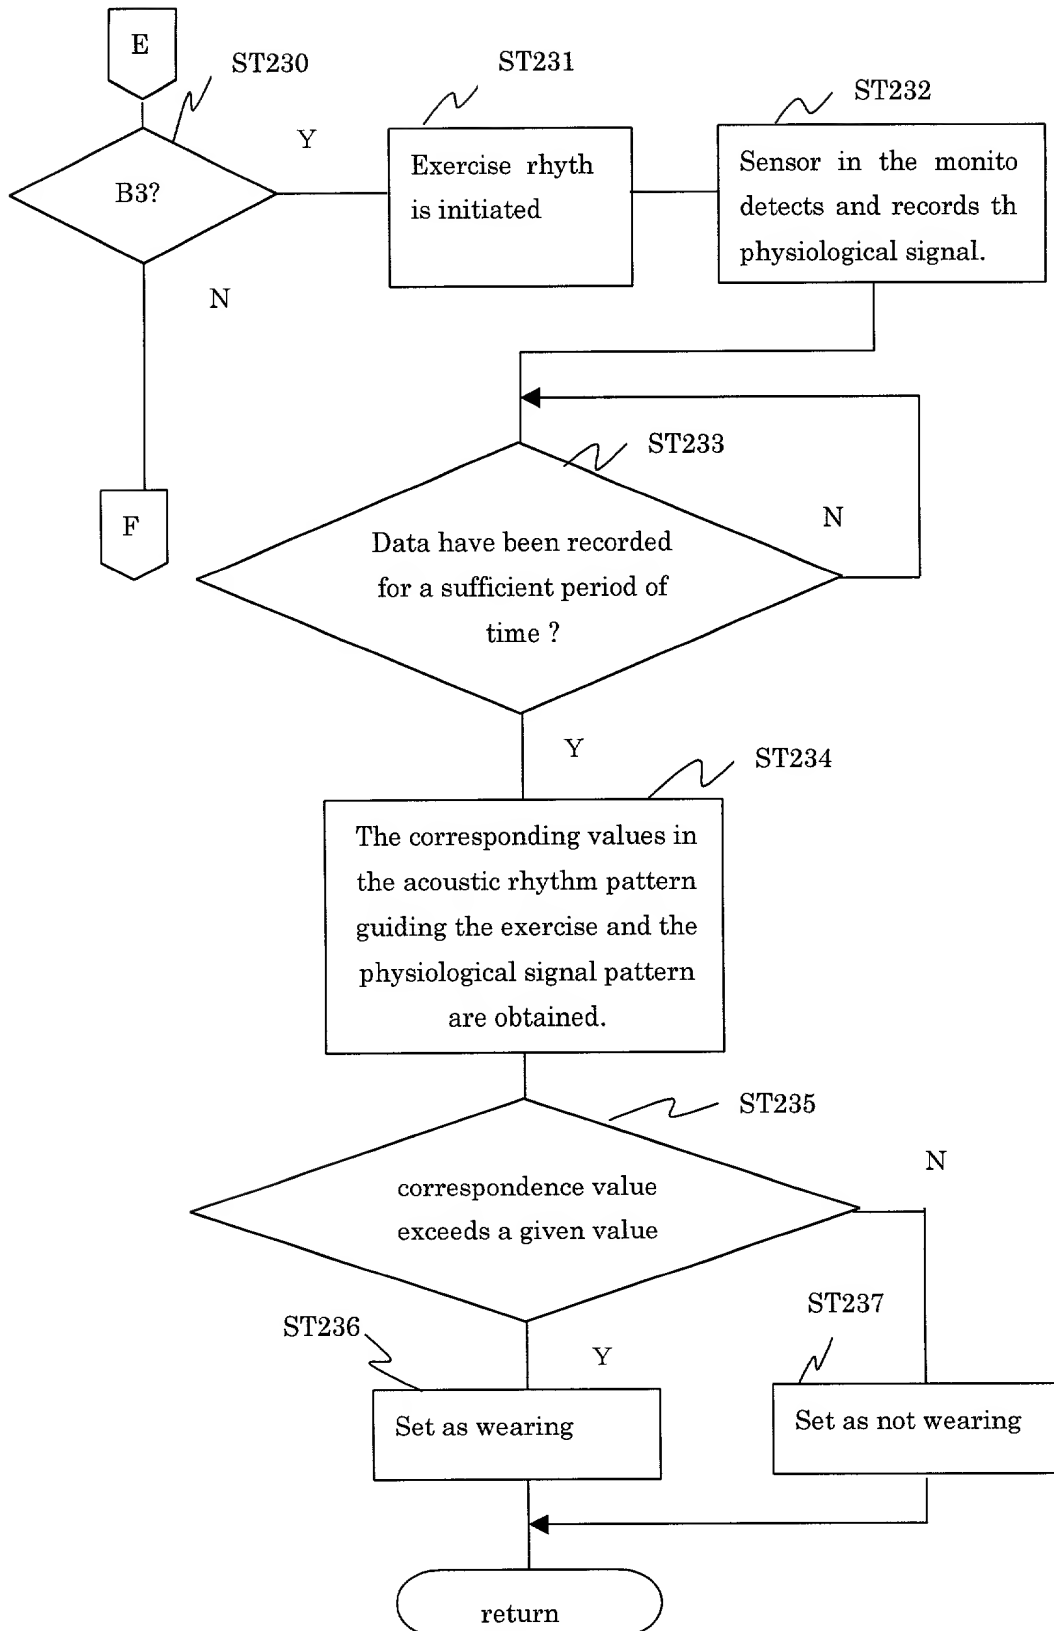 E
ST230
ST231
ST232
Y
B3?
Exercise rhyth
is initiated
Sensor in the monito
detects and records th
physiological signal.
N
F
ST233
N
Data have been recorded
for a sufficient period of
time ?
Y
ST234
The corresponding values in
the acoustic rhythm pattern
guiding the exercise and the
physiological signal pattern
are obtained.
ST235
N
correspondence value
exceeds a given value
ST236
Y
ST237
Set as wearing
Set as not wearing
return